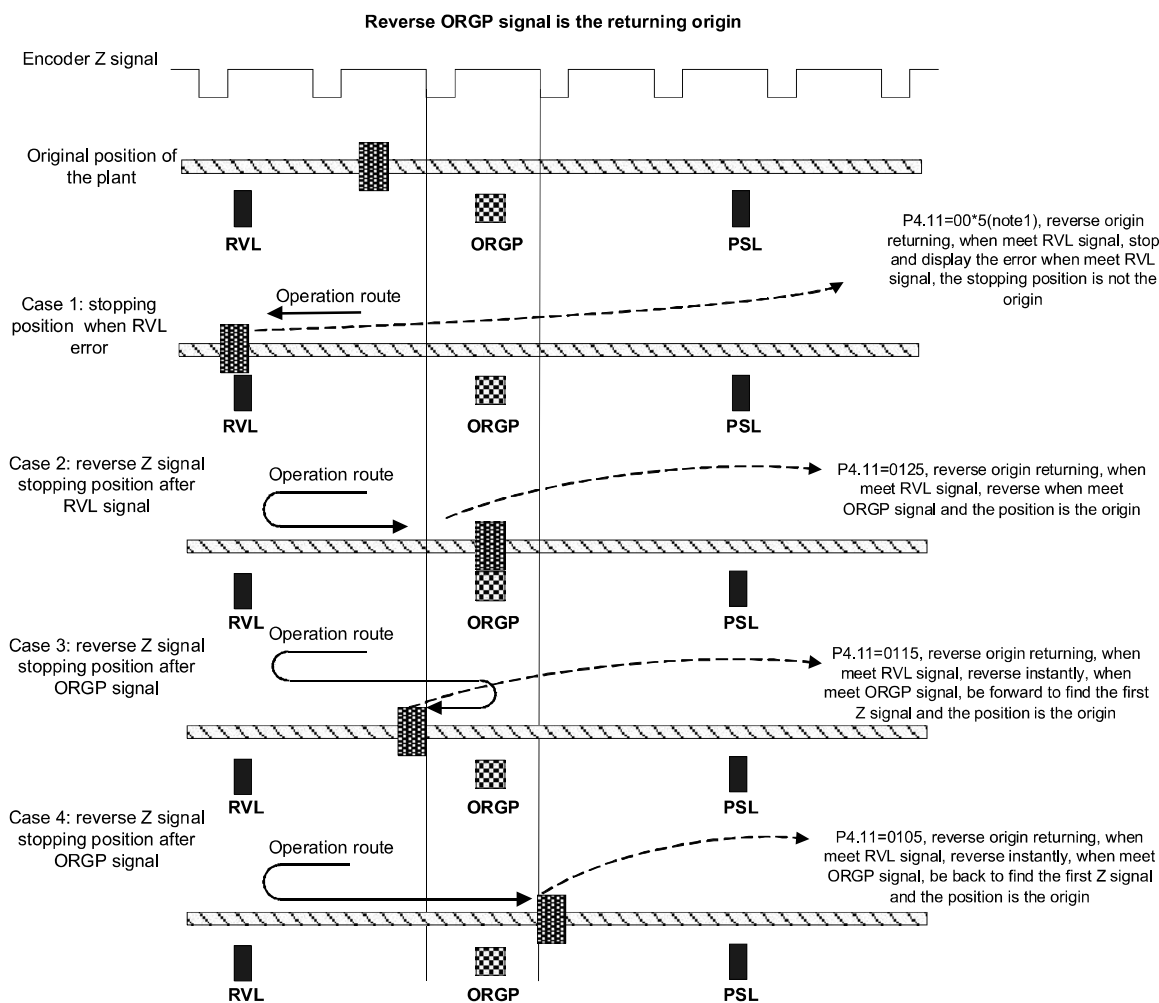 Reverse ORGP signal is the returning origin
Encoder Z signal
Original position of
the plant
RVL
ORGP
PSL
P4.11=00*5(note1), reverse origin
returning, when meet RVL signal, stop
and display the error when meet RVL
signal, the stopping position is not the
origin
Case 1: stopping
position when RVL
error
Operation route
RVL
ORGP
PSL
Case 2: reverse Z signal
stopping position after
RVL signal
Operation route
P4.11=0125, reverse origin returning, when
meet RVL signal, reverse when meet
ORGP signal and the position is the origin
RVL
ORGP
PSL
Case 3: reverse Z signal
stopping position after
ORGP signal
Operation route
P4.11=0115, reverse origin returning, when
meet RVL signal, reverse instantly, when
meet ORGP signal, be forward to find the first
Z signal and the position is the origin
RVL
ORGP
PSL
Case 4: reverse Z signal
stopping position after
ORGP signal
Operation route
P4.11=0105, reverse origin returning, when
meet RVL signal, reverse instantly, when meet
ORGP signal, be back to find the first Z signal
and the position is the origin
RVL
ORGP
PSL